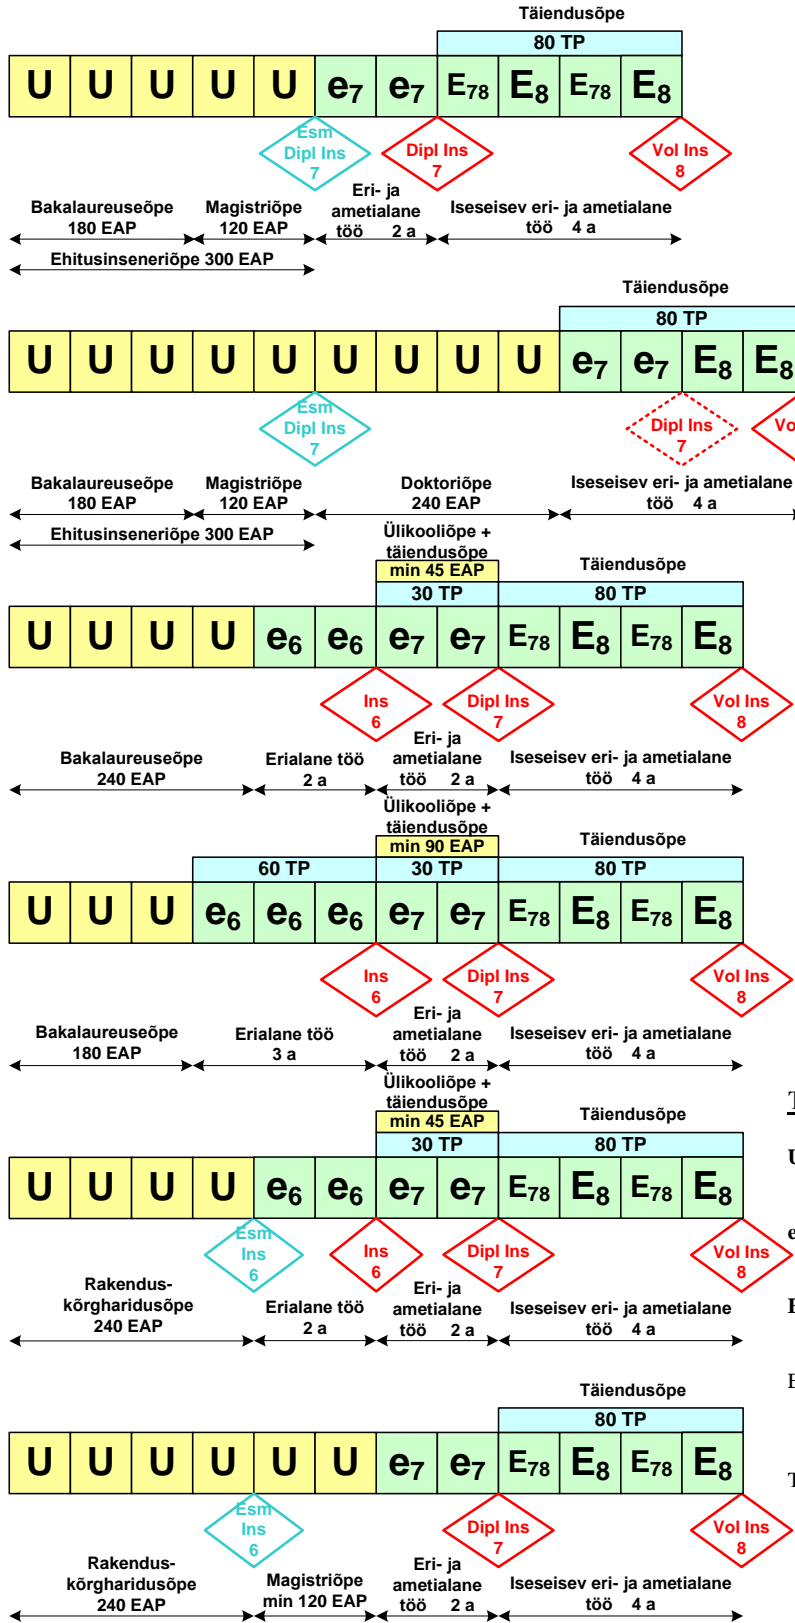 Täiendusõpe
80 TP
U U U U U e7 e7 E78 E8 E78 E8
Esm Dipl Ins 7
Dipl Ins 7
Vol Ins 8
Bakalaureuseõpe 180 EAP
Magistriõpe 120 EAP
Eri- ja ametialane töö 2 a
Iseseisev eri- ja ametialane töö 4 a
Ehitusinseneriõpe 300 EAP
Täiendusõpe
80 TP
U U U U U U U U U e7 e7 E8 E8
Esm Dipl Ins 7
Dipl Ins 7
Vo
Bakalaureuseõpe 180 EAP
Magistriõpe 120 EAP
Doktoriõpe 240 EAP
Iseseisev eri- ja ametialane töö 4 a
Ehitusinseneriõpe 300 EAP
Ülikooliõpe + täiendusõpe
min 45 EAP
30 TP
Täiendusõpe
80 TP
U U U U e6 e6 e7 e7 E78 E8 E78 E8
Ins 6
Dipl Ins 7
Vol Ins 8
Bakalaureuseõpe 240 EAP
Erialane töö 2 a
Eri- ja ametialane töö 2 a
Iseseisev eri- ja ametialane töö 4 a
Ülikooliõpe + täiendusõpe
min 90 EAP
60 TP
30 TP
Täiendusõpe
80 TP
U U U e6 e6 e6 e7 e7 E78 E8 E78 E8
Ins 6
Dipl Ins 7
Vol Ins 8
Bakalaureuseõpe 180 EAP
Erialane töö 3 a
Eri- ja ametialane töö 2 a
Iseseisev eri- ja ametialane töö 4 a
Ülikooliõpe + täiendusõpe
min 45 EAP
30 TP
Täiendusõpe
80 TP
U U U U e6 e6 e7 e7 E78 E8 E78 E8
Esm Ins 6
Ins 6
Dipl Ins 7
Vol Ins 8
Rakendus-kõrgharidusõpe 240 EAP
Erialane töö 2 a
Eri- ja ametialane töö 2 a
Iseseisev eri- ja ametialane töö 4 a
Täiendusõpe
80 TP
U U U U U U e7 e7 E78 E8 E78 E8
Esm Ins 6
Dipl Ins 7
Vol Ins 8
Rakendus-kõrgharidusõpe 240 EAP
Magistriõpe min 120 EAP
Eri- ja ametialane töö 2 a
Iseseisev eri- ja ametialane töö 4 a